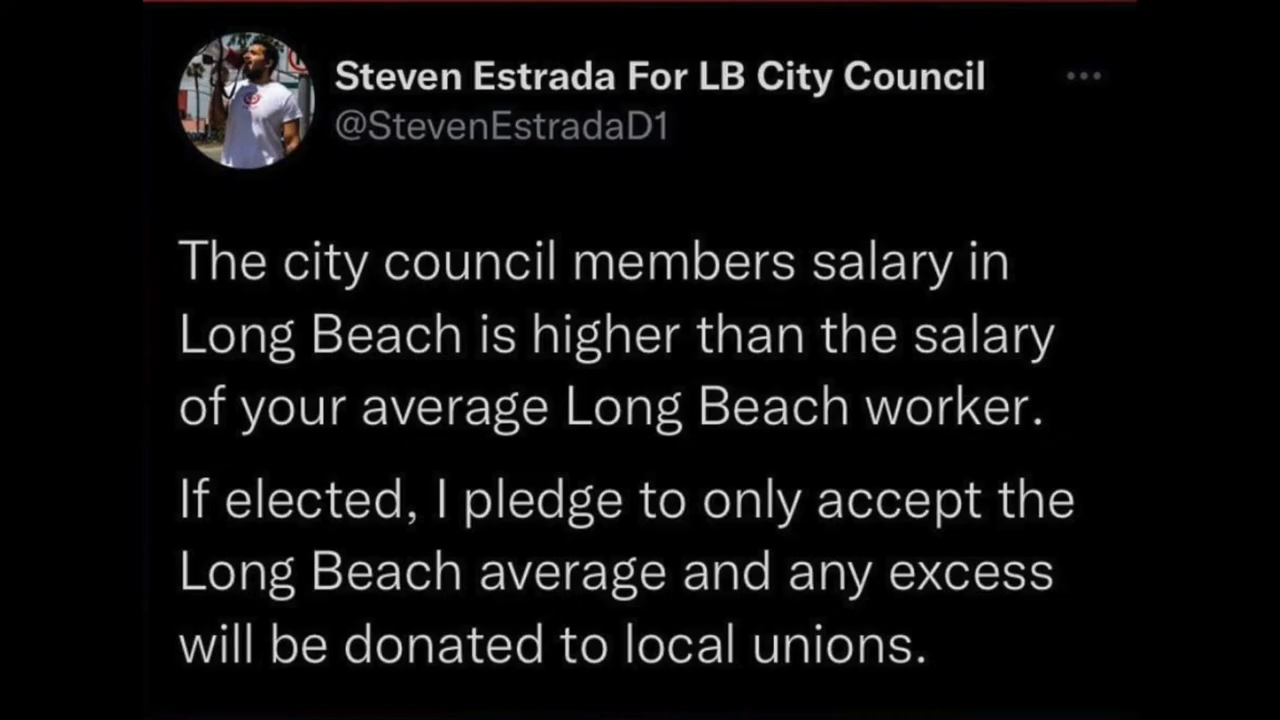 Steven Estrada For LB City Council
@StevenEstradaD1
The city council members salary in
Long Beach is higher than the salary
of your average Long Beach worker.
If elected, I pledge to only accept the
Long Beach average and any excess
will be donated to local unions.